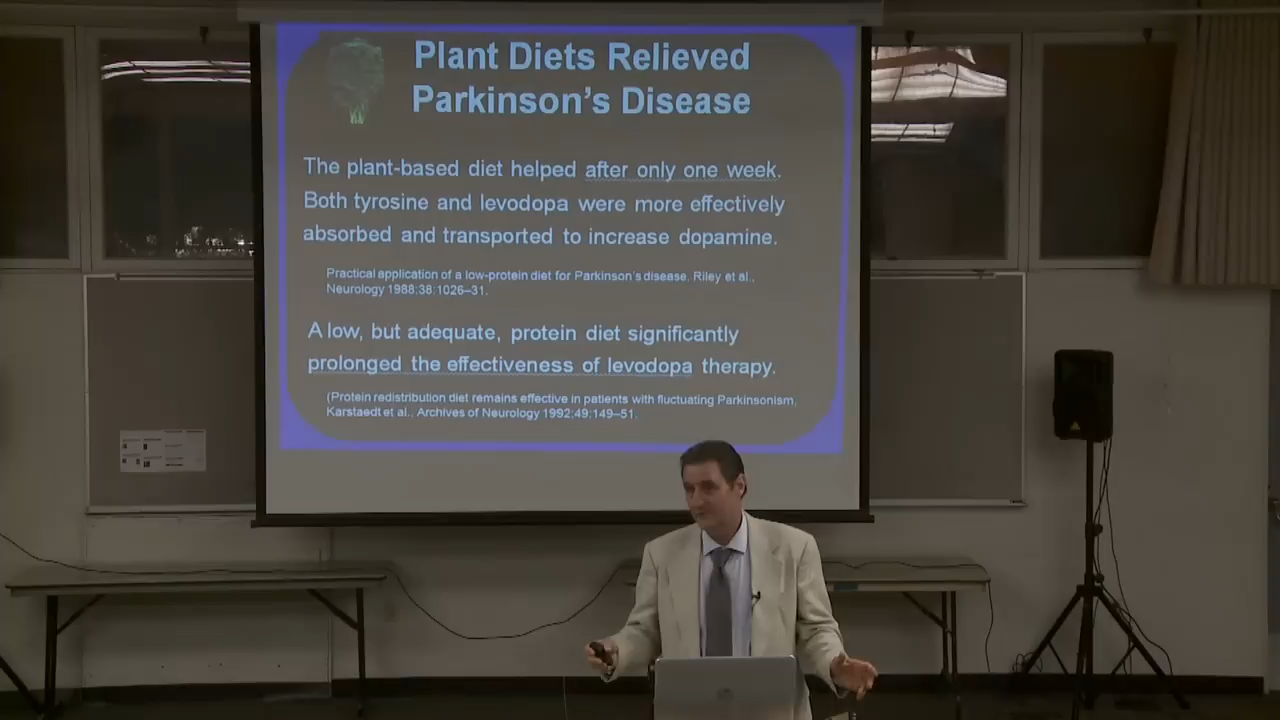 Plant Diets Relieved
Parkinson's Disease
The plant-based diet helped after only one week.
Both tyrosine and levodopa were more effectively
absorbed and transported to increase dopamine.
Practical application of a low-protein diet for Parkinson's disease. Riley et al.,
Neurology 1988;38:1026–31.
A low, but adequate, protein diet significantly
prolonged the effectiveness of levodopa therapy.
(Protein redistribution diet remains effective in patients with fluctuating Parkinsonism,
Karstaedt et al., Archives of Neurology 1992;49:149–51.